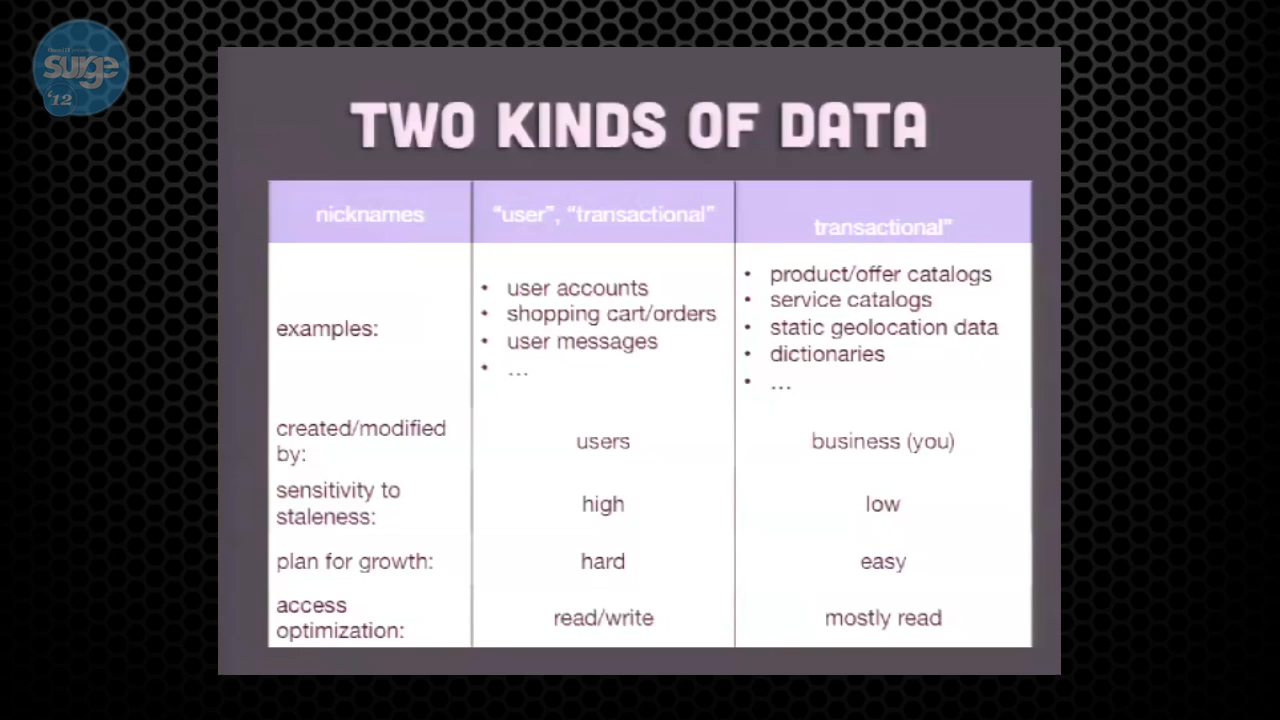 OmniTI presents
surge
'12
TWO KINDS OF DATA
nicknames
“user”, “transactional”
transactional”
examples:
• user accounts
• shopping cart/orders
• user messages
• ...
• product/offer catalogs
• service catalogs
• static geolocation data
• dictionaries
• ...
created/modified
by:
users
business (you)
sensitivity to
staleness:
high
low
plan for growth:
hard
easy
access
optimization:
read/write
mostly read